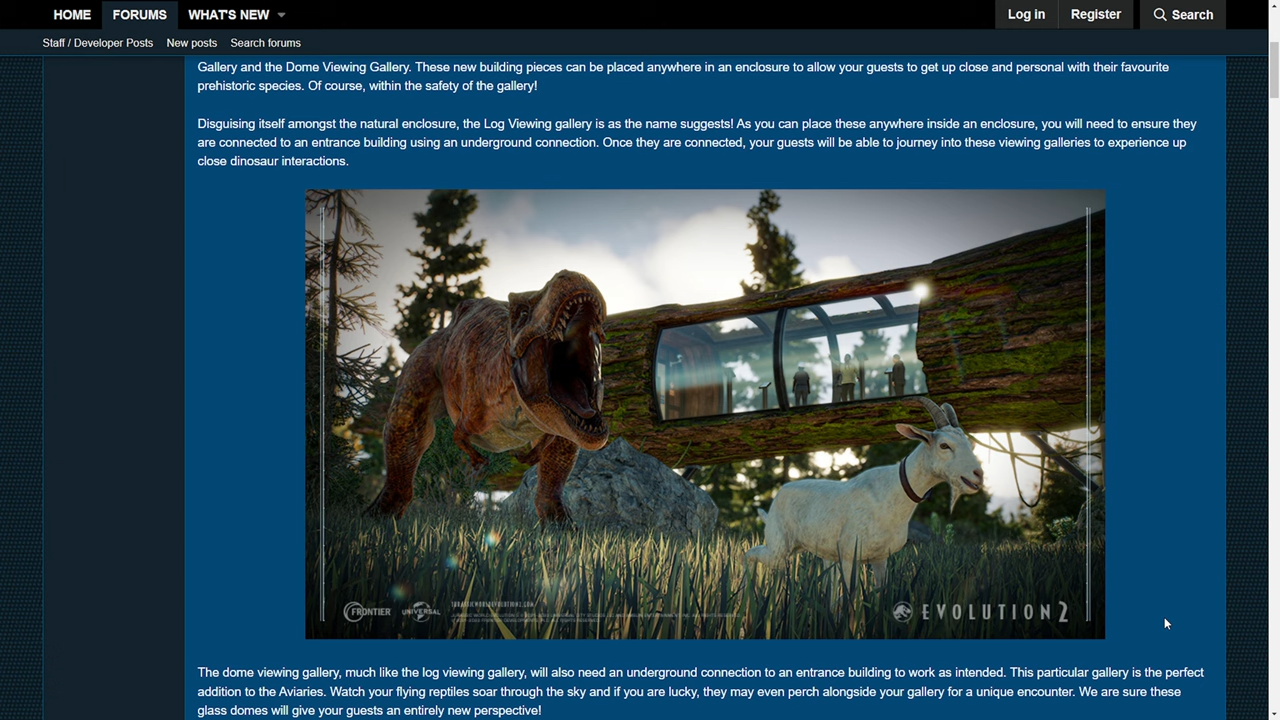 HOME FORUMS WHAT'S NEW Log in Register Search
Staff / Developer Posts New posts Search forums
Gallery and the Dome Viewing Gallery. These new building pieces can be placed anywhere in an enclosure to allow your guests to get up close and personal with their favourite
prehistoric species. Of course, within the safety of the gallery!
Disguising itself amongst the natural enclosure, the Log Viewing gallery is as the name suggests! As you can place these anywhere inside an enclosure, you will need to ensure they
are connected to an entrance building using an underground connection. Once they are connected, your guests will be able to journey into these viewing galleries to experience up
close dinosaur interactions.
FRONTIER UNIVERSAL JURASSICWORLDEVOLUTION2.COM
EVOLUTION 2
The dome viewing gallery, much like the log viewing gallery, will also need an underground connection to an entrance building to work as intended. This particular gallery is the perfect
addition to the Aviaries. Watch your flying reptiles soar through the sky and if you are lucky, they may even perch alongside your gallery for a unique encounter. We are sure these
glass domes will give your guests an entirely new perspective!